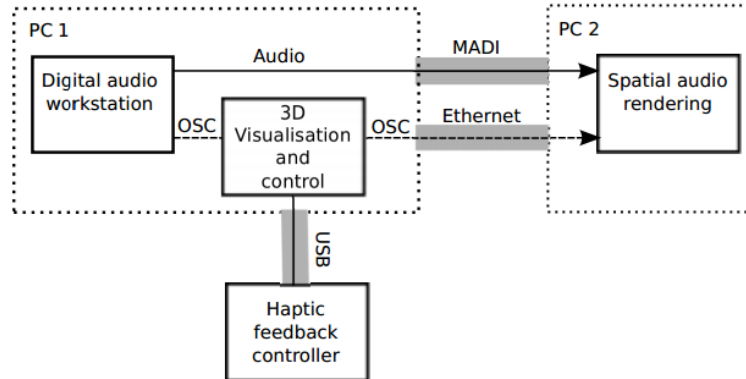 PC 1
MADI
PC 2
Audio
Digital audio
workstation
Spatial audio
rendering
OSC
3D
Visualisation
and
control
OSC
Ethernet
USB
Haptic
feedback
controller